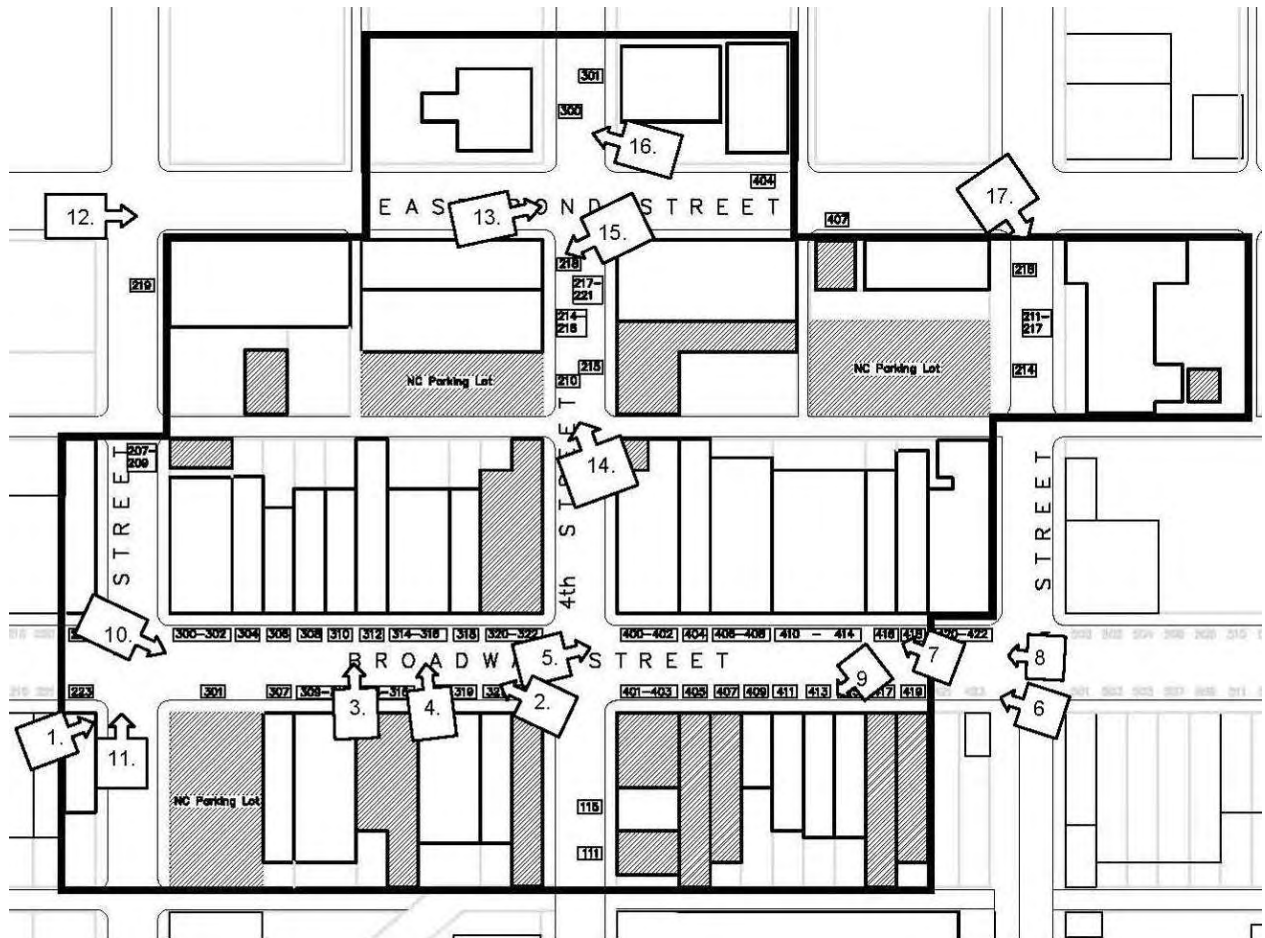 301
300
16.
404
12.
EAS
13.
OND STREET
17.
15.
407
219
218
217-
221
214-
216
215
210
216
211-
217
214
NC Parking Lot
NC Parking Lot
207-
209
STREET
14.
4th STREET
STREET
10.
300-302 304 306 308 310 312 314-316 318 320-322
400-402 404 406-408 410 - 414 416 418 420-422
BROADWA STREET
5.
7.
8.
9.
223 301 307 309- 319
401-403 405 407 409 411 413 417 419
1.
11.
3.
4.
2.
6.
NC Parking Lot
115
111